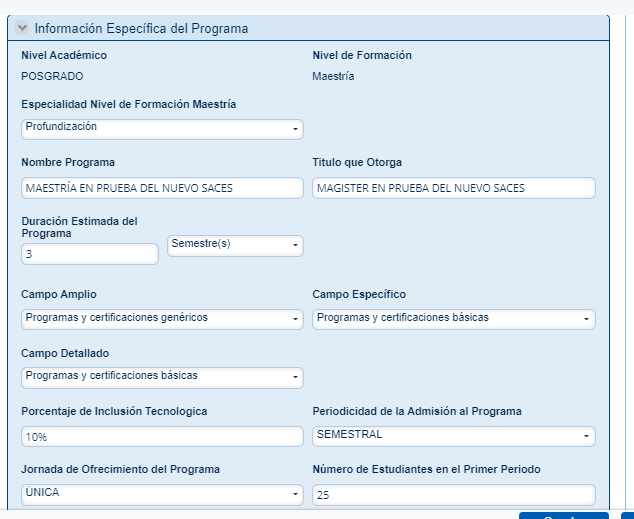 Información Específica del Programa
Nivel Académico
Nivel de Formación
POSGRADO
Maestría
Especialidad Nivel de Formación Maestría
Profundización
Nombre Programa
Titulo que Otorga
MAESTRÍA EN PRUEBA DEL NUEVO SACES
MAGISTER EN PRUEBA DEL NUEVO SACES
Duración Estimada del
Programa
3
Semestre(s)
Campo Amplio
Campo Específico
Programas y certificaciones genéricos
Programas y certificaciones básicas
Campo Detallado
Programas y certificaciones básicas
Porcentaje de Inclusión Tecnologica
Periodicidad de la Admisión al Programa
10%
SEMESTRAL
Jornada de Ofrecimiento del Programa
Número de Estudiantes en el Primer Periodo
ÚNICA
25